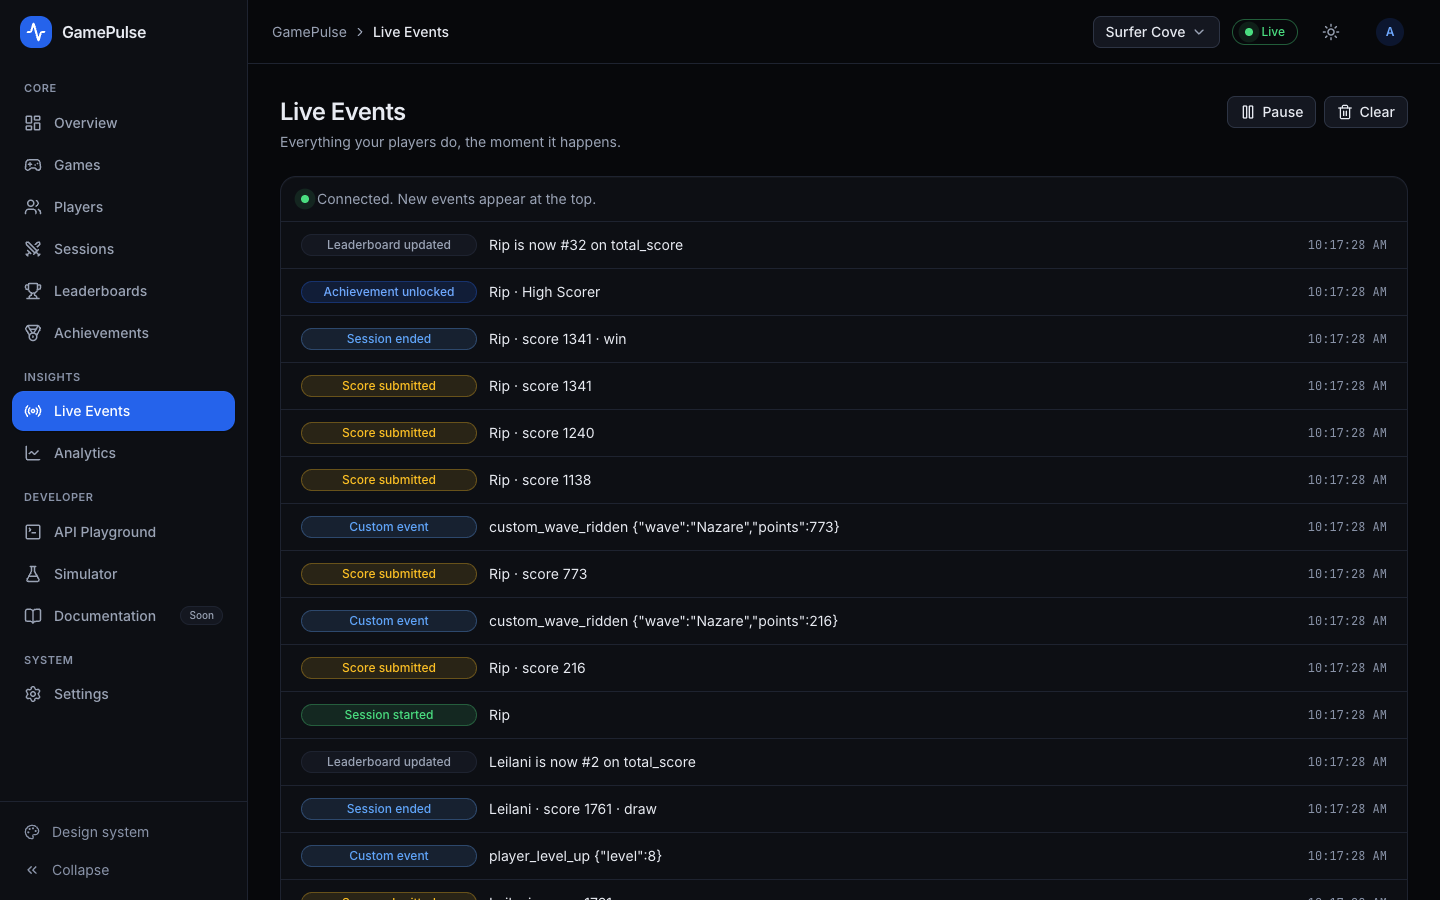 GamePulse
GamePulse > Live Events
Surfer Cove
Live
A
CORE
Overview
Games
Players
Sessions
Leaderboards
Achievements
INSIGHTS
Live Events
Analytics
DEVELOPER
API Playground
Simulator
Documentation Soon
SYSTEM
Settings
Design system
Collapse
Live Events
Everything your players do, the moment it happens.
Pause
Clear
Connected. New events appear at the top.
Leaderboard updated Rip is now #32 on total_score 10:17:28 AM
Achievement unlocked Rip · High Scorer 10:17:28 AM
Session ended Rip · score 1341 · win 10:17:28 AM
Score submitted Rip · score 1341 10:17:28 AM
Score submitted Rip · score 1240 10:17:28 AM
Score submitted Rip · score 1138 10:17:28 AM
Custom event custom_wave_ridden {"wave":"Nazare","points":773} 10:17:28 AM
Score submitted Rip · score 773 10:17:28 AM
Custom event custom_wave_ridden {"wave":"Nazare","points":216} 10:17:28 AM
Score submitted Rip · score 216 10:17:28 AM
Session started Rip 10:17:28 AM
Leaderboard updated Leilani is now #2 on total_score 10:17:28 AM
Session ended Leilani · score 1761 · draw 10:17:28 AM
Custom event player_level_up {"level":8} 10:17:28 AM